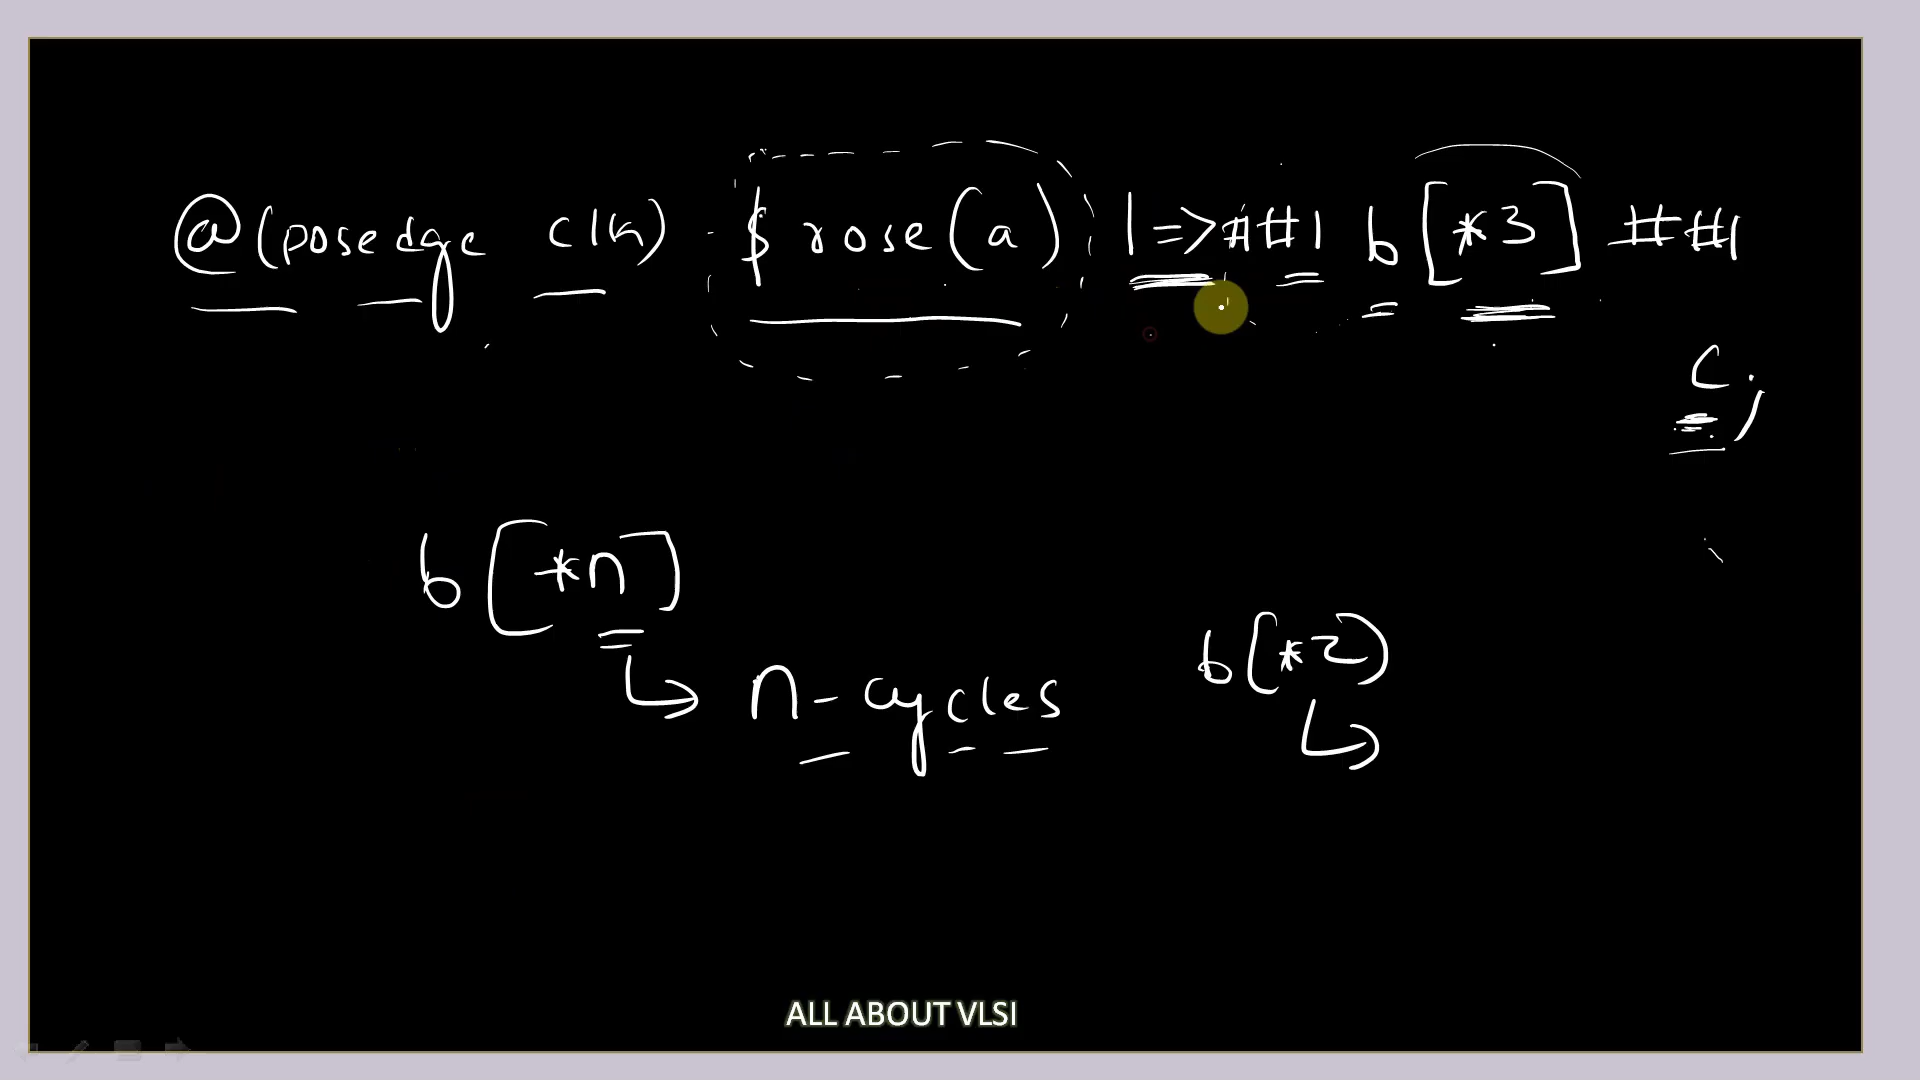 @(posedge clk) $rose(a) |=> ##1 b[*3] ##1
c;
b[*n]
n-cycles
b[*2)
ALL ABOUT VLSI